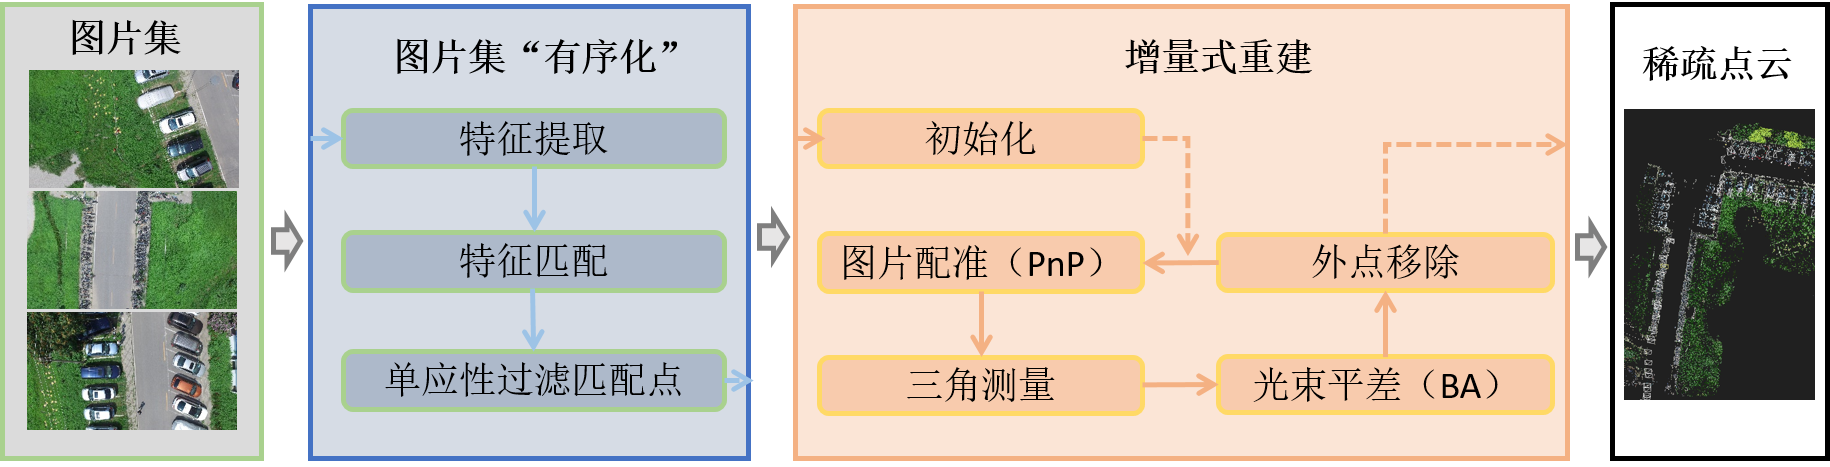 图片集
图片集“有序化”
特征提取
特征匹配
单应性过滤匹配点
增量式重建
初始化
图片配准（PnP）
外点移除
三角测量
光束平差（BA）
稀疏点云